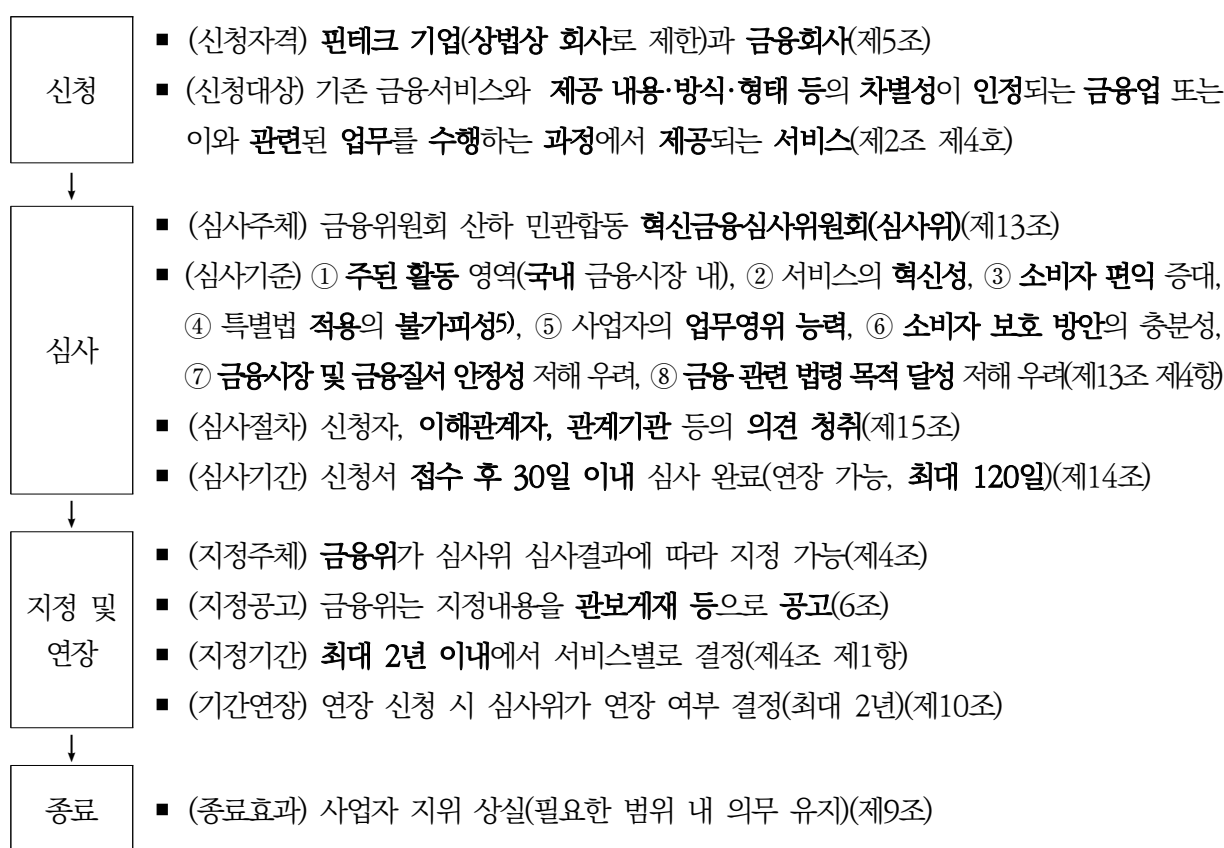 신청
■ (신청자격) 핀테크 기업(상법상 회사로 제한)과 금융회사(제5조)
■ (신청대상) 기존 금융서비스와 제공 내용·방식·형태 등의 차별성이 인정되는 금융업 또는
이와 관련된 업무를 수행하는 과정에서 제공되는 서비스(제2조 제4호)
↓
심사
■ (심사주체) 금융위원회 산하 민관합동 혁신금융심사위원회(심사위)(제13조)
■ (심사기준) ① 주된 활동 영역(국내 금융시장 내), ② 서비스의 혁신성, ③ 소비자 편익 증대,
④ 특별법 적용의 불가피성5), ⑤ 사업자의 업무영위 능력, ⑥ 소비자 보호 방안의 충분성,
⑦ 금융시장 및 금융질서 안정성 저해 우려, ⑧ 금융 관련 법령 목적 달성 저해 우려(제13조 제4항)
■ (심사절차) 신청자, 이해관계자, 관계기관 등의 의견 청취(제15조)
■ (심사기간) 신청서 접수 후 30일 이내 심사 완료(연장 가능, 최대 120일)(제14조)
↓
지정 및
연장
■ (지정주체) 금융위가 심사위 심사결과에 따라 지정 가능(제4조)
■ (지정공고) 금융위는 지정내용을 관보게재 등으로 공고(6조)
■ (지정기간) 최대 2년 이내에서 서비스별로 결정(제4조 제1항)
■ (기간연장) 연장 신청 시 심사위가 연장 여부 결정(최대 2년)(제10조)
↓
종료
■ (종료효과) 사업자 지위 상실(필요한 범위 내 의무 유지)(제9조)